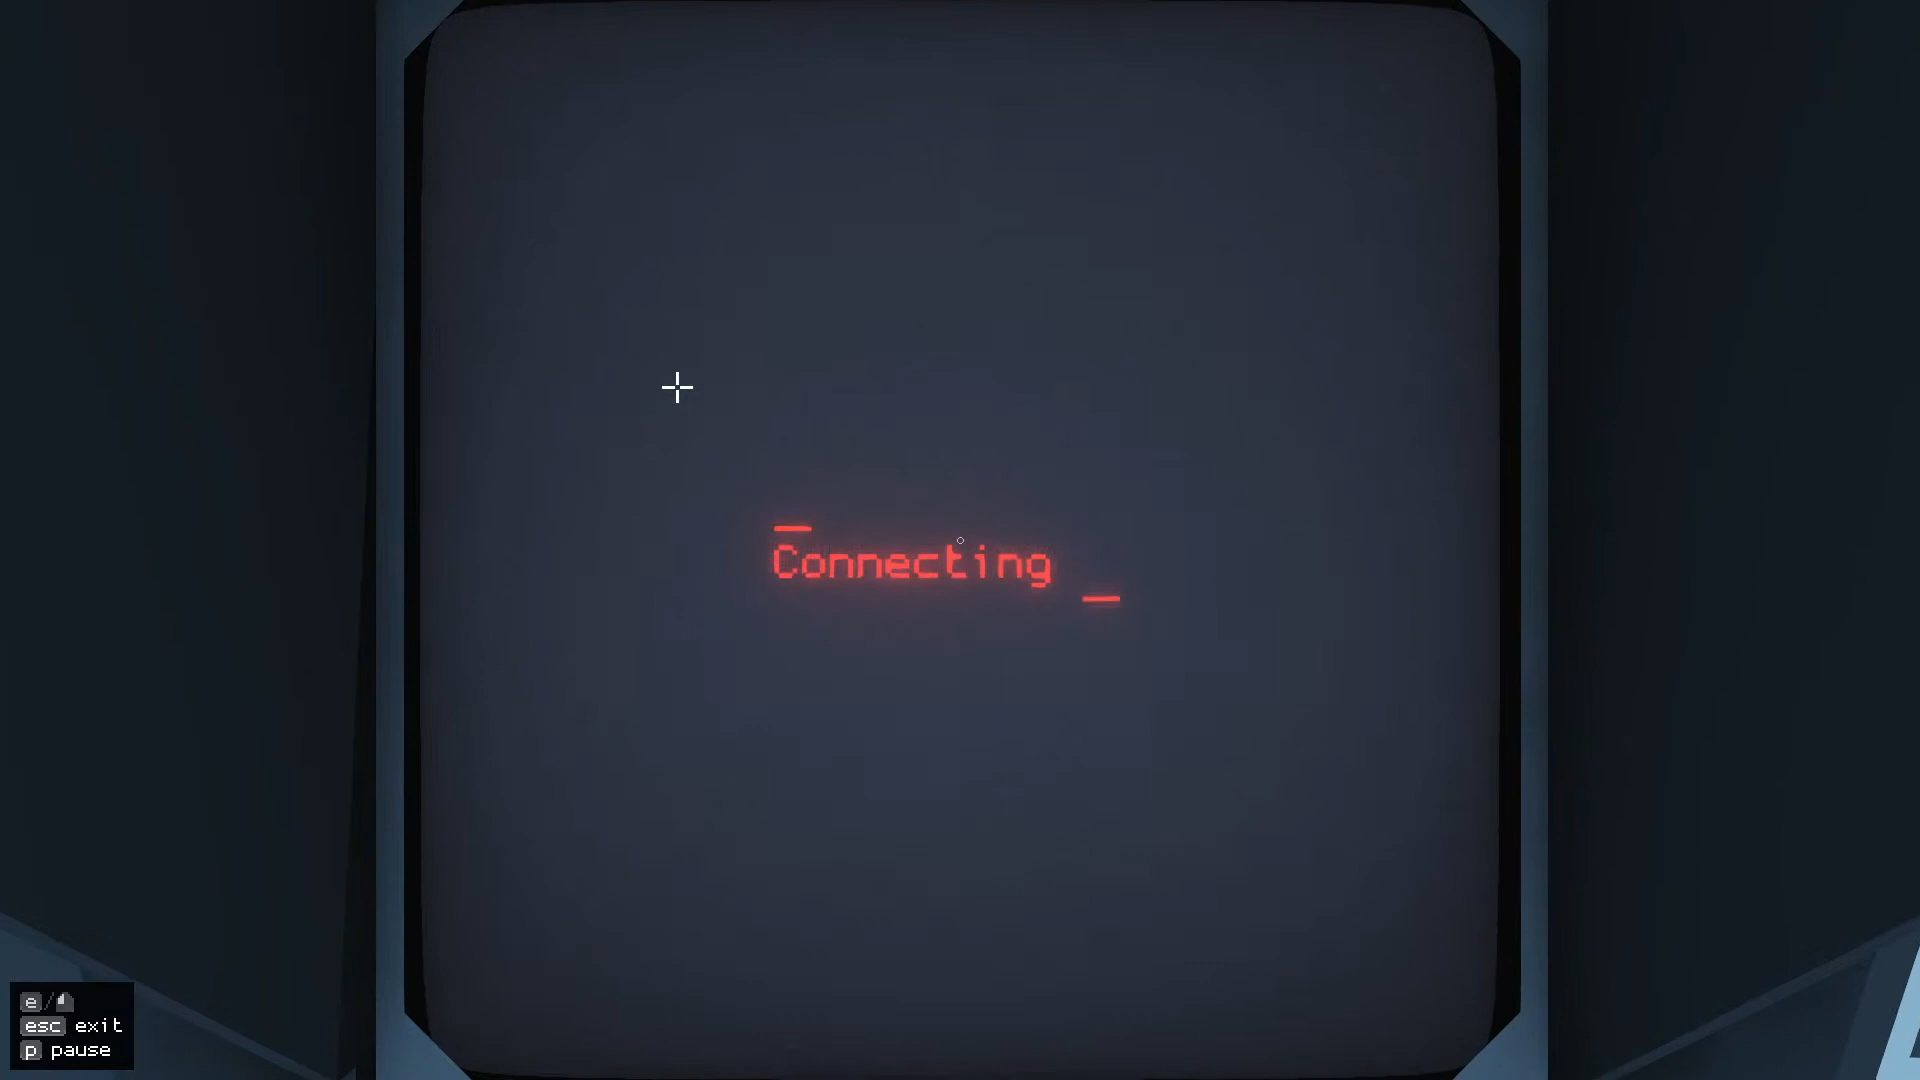 Connecting _
e/
esc exit
p pause